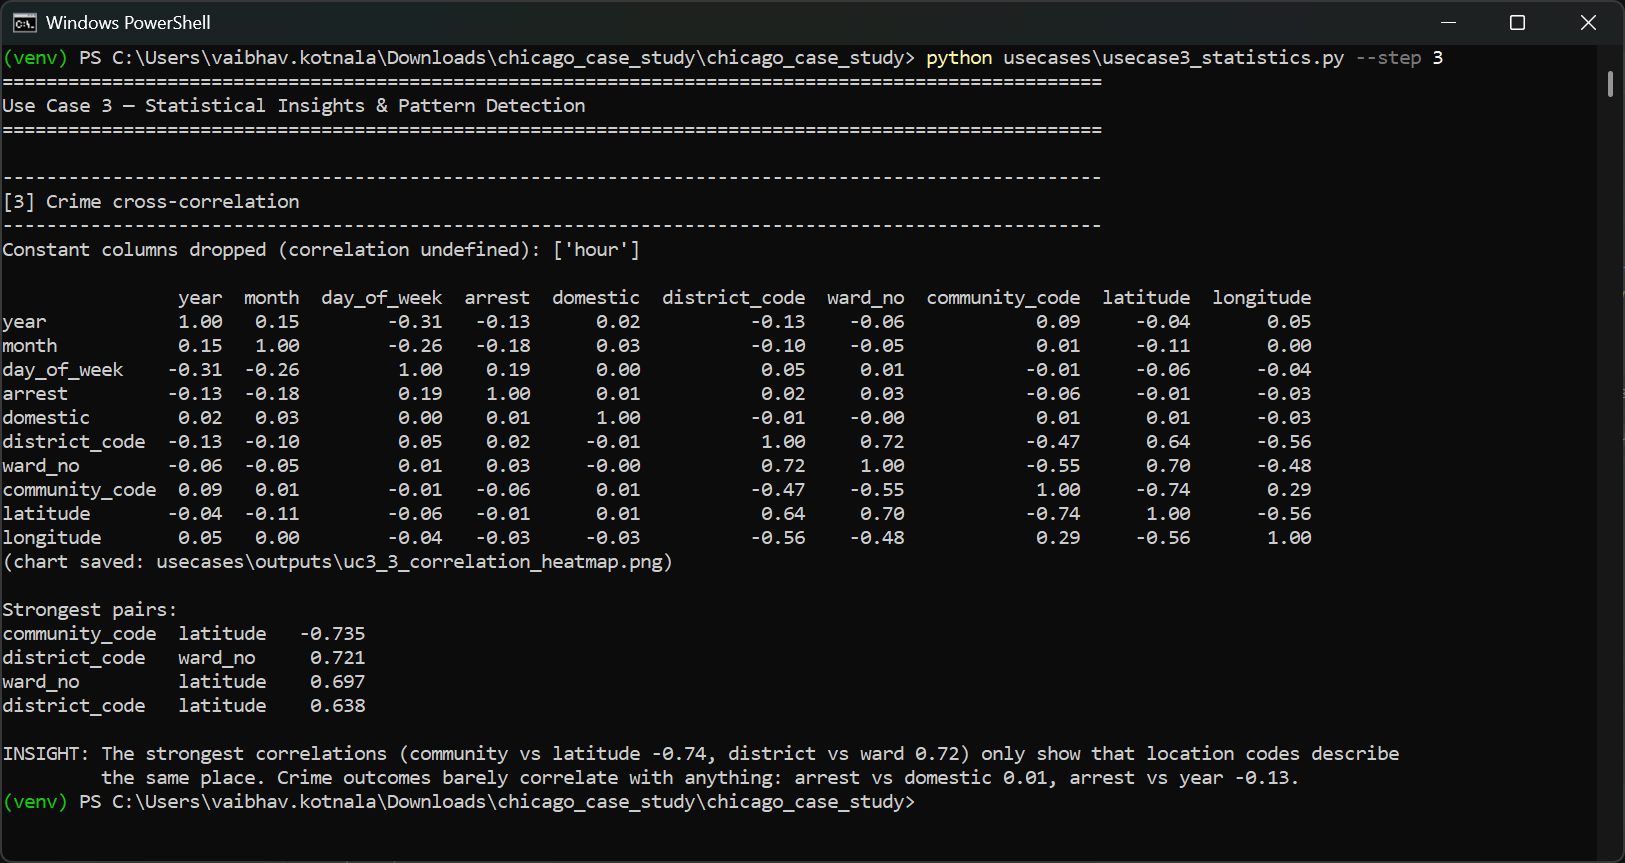 Windows PowerShell
(venv) PS C:\Users\vaibhav.kotnala\Downloads\chicago_case_study\chicago_case_study> python usecases\usecase3_statistics.py --step 3
====================================================================================================
Use Case 3 — Statistical Insights & Pattern Detection
====================================================================================================
----------------------------------------------------------------------------------------------------
[3] Crime cross-correlation
----------------------------------------------------------------------------------------------------
Constant columns dropped (correlation undefined): ['hour']
                year  month  day_of_week  arrest  domestic  district_code  ward_no  community_code  latitude  longitude
year            1.00   0.15        -0.31   -0.13      0.02          -0.13    -0.06            0.09     -0.04       0.05
month           0.15   1.00        -0.26   -0.18      0.03          -0.10    -0.05            0.01     -0.11       0.00
day_of_week    -0.31  -0.26         1.00    0.19      0.00           0.05     0.01           -0.01     -0.06      -0.04
arrest         -0.13  -0.18         0.19    1.00      0.01           0.02     0.03           -0.06     -0.01      -0.03
domestic        0.02   0.03         0.00    0.01      1.00          -0.01    -0.00            0.01      0.01      -0.03
district_code  -0.13  -0.10         0.05    0.02     -0.01           1.00     0.72           -0.47      0.64      -0.56
ward_no        -0.06  -0.05         0.01    0.03     -0.00           0.72     1.00           -0.55      0.70      -0.48
community_code  0.09   0.01        -0.01   -0.06      0.01          -0.47    -0.55            1.00     -0.74       0.29
latitude       -0.04  -0.11        -0.06   -0.01      0.01           0.64     0.70           -0.74      1.00      -0.56
longitude       0.05   0.00        -0.04   -0.03     -0.03          -0.56    -0.48            0.29     -0.56       1.00
(chart saved: usecases\outputs\uc3_3_correlation_heatmap.png)
Strongest pairs:
community_code  latitude   -0.735
district_code   ward_no     0.721
ward_no         latitude    0.697
district_code   latitude    0.638
INSIGHT: The strongest correlations (community vs latitude -0.74, district vs ward 0.72) only show that location codes describe
         the same place. Crime outcomes barely correlate with anything: arrest vs domestic 0.01, arrest vs year -0.13.
(venv) PS C:\Users\vaibhav.kotnala\Downloads\chicago_case_study\chicago_case_study>